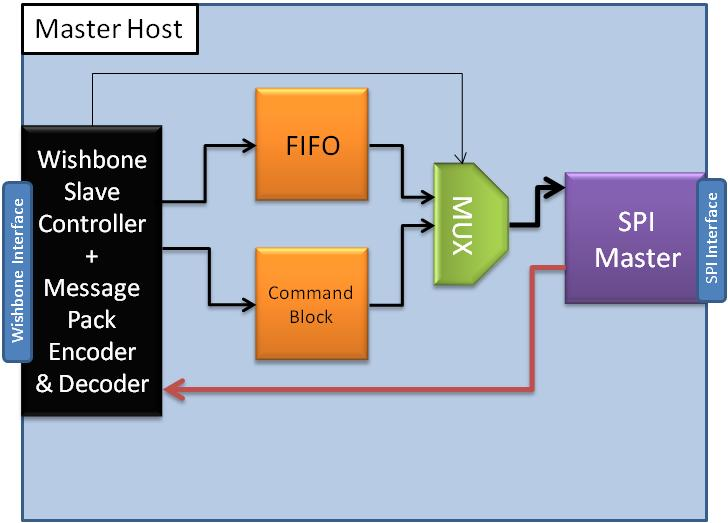 Master Host
Wishbone Interface
Wishbone
Slave
Controller
+
Message
Pack
Encoder
& Decoder
FIFO
Command
Block
MUX
SPI
Master
SPI Interface